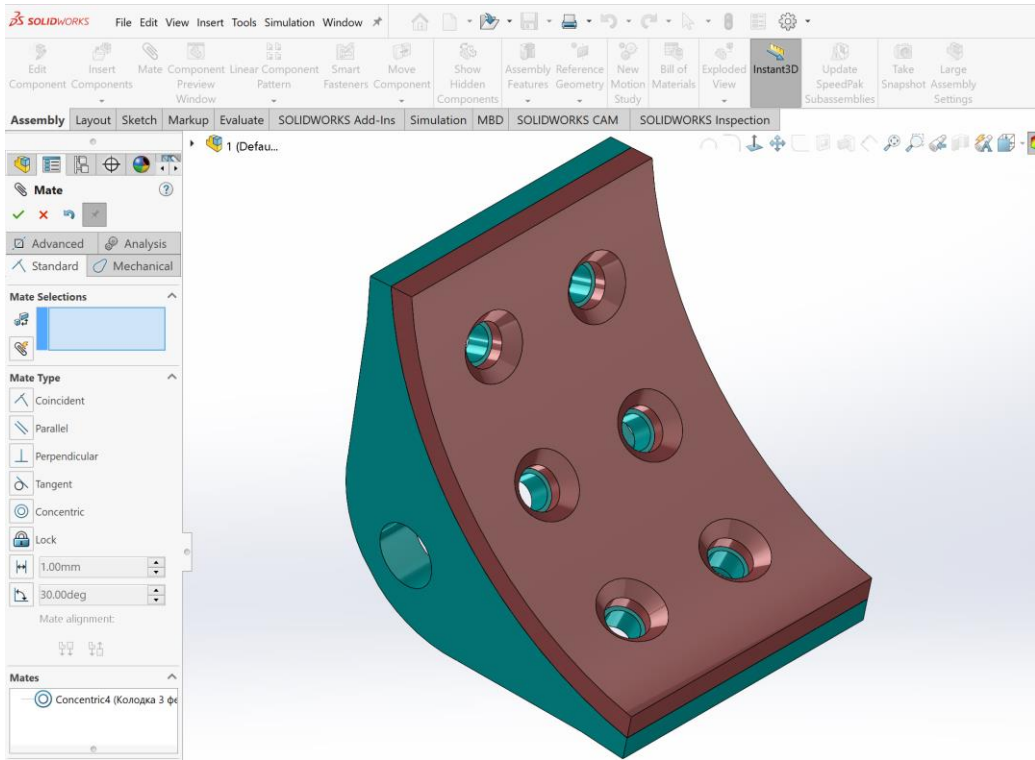 SOLIDWORKS File Edit View Insert Tools Simulation Window
Edit Component
Insert Components
Mate
Component Preview Window
Linear Component Pattern
Smart Fasteners
Move Component
Show Hidden Components
Assembly Features
Reference Geometry
New Motion Study
Bill of Materials
Exploded View
Instant3D
Update SpeedPak Subassemblies
Take Snapshot
Large Assembly Settings
Assembly Layout Sketch Markup Evaluate SOLIDWORKS Add-Ins Simulation MBD SOLIDWORKS CAM SOLIDWORKS Inspection
1 (Defau...
Mate
Advanced Analysis
Standard Mechanical
Mate Selections
Mate Type
Coincident
Parallel
Perpendicular
Tangent
Concentric
Lock
1.00mm
30.00deg
Mate alignment:
Mates
Concentric4 (Колодка 3 фе